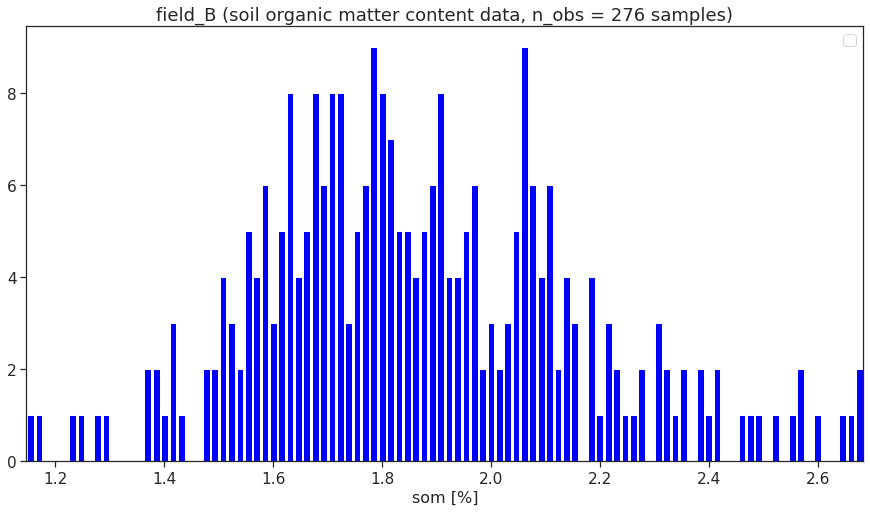 field_B (soil organic matter content data, n_obs = 276 samples)
8
6
4
2
0
1.2 1.4 1.6 1.8 2.0 2.2 2.4 2.6
som [%]